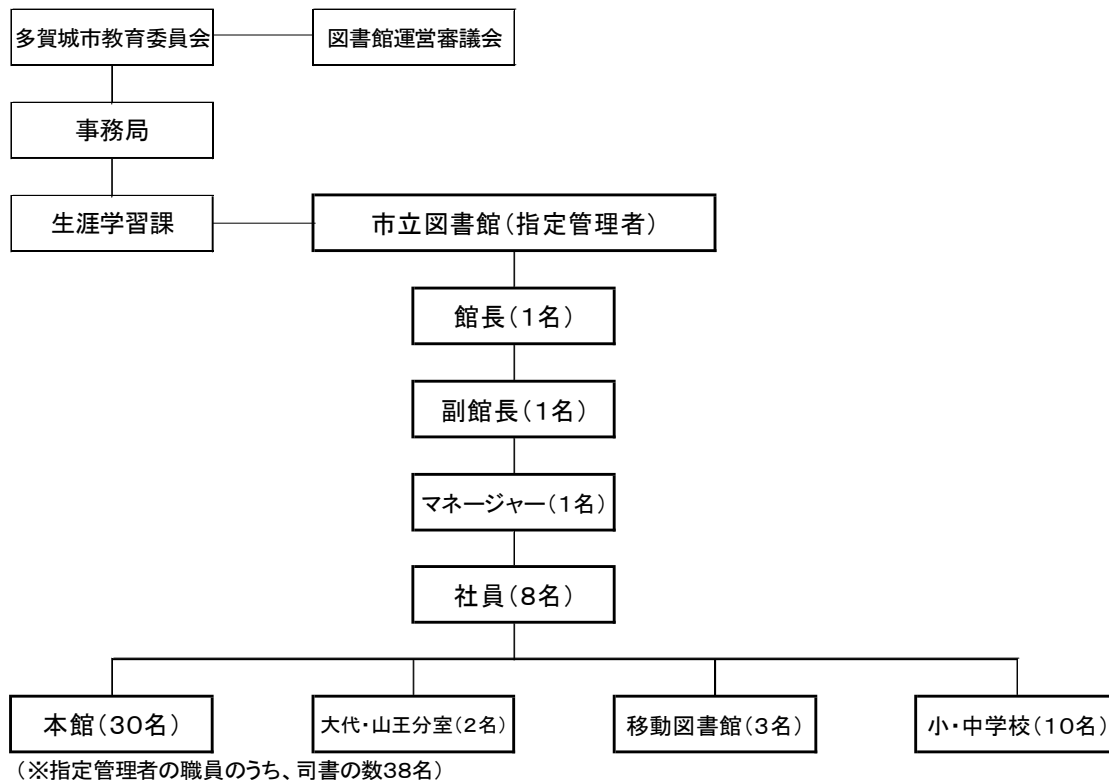 多賀城市教育委員会
図書館運営審議会
事務局
生涯学習課
市立図書館（指定管理者）
館長（１名）
副館長（１名）
マネージャー（１名）
社員（８名）
本館（３０名）
大代・山王分室（２名）
移動図書館（３名）
小・中学校（１０名）
（※指定管理者の職員のうち、司書の数38名）